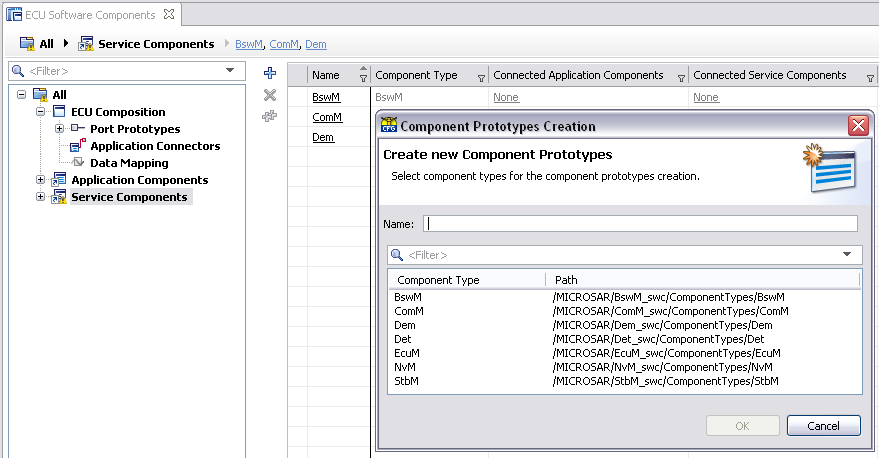 ECU Software Components
All Service Components BswM, ComM, Dem
<Filter>
All
ECU Composition
Port Prototypes
Application Connectors
Data Mapping
Application Components
Service Components
Name Component Type Connected Application Components Connected Service Components
BswM BswM None None
ComM
Dem
CFG Component Prototypes Creation
Create new Component Prototypes
Select component types for the component prototypes creation.
Name:
<Filter>
Component Type Path
BswM /MICROSAR/BswM_swc/ComponentTypes/BswM
ComM /MICROSAR/ComM_swc/ComponentTypes/ComM
Dem /MICROSAR/Dem_swc/ComponentTypes/Dem
Det /MICROSAR/Det_swc/ComponentTypes/Det
EcuM /MICROSAR/EcuM_swc/ComponentTypes/EcuM
NvM /MICROSAR/NvM_swc/ComponentTypes/NvM
StbM /MICROSAR/StbM_swc/ComponentTypes/StbM
OK Cancel